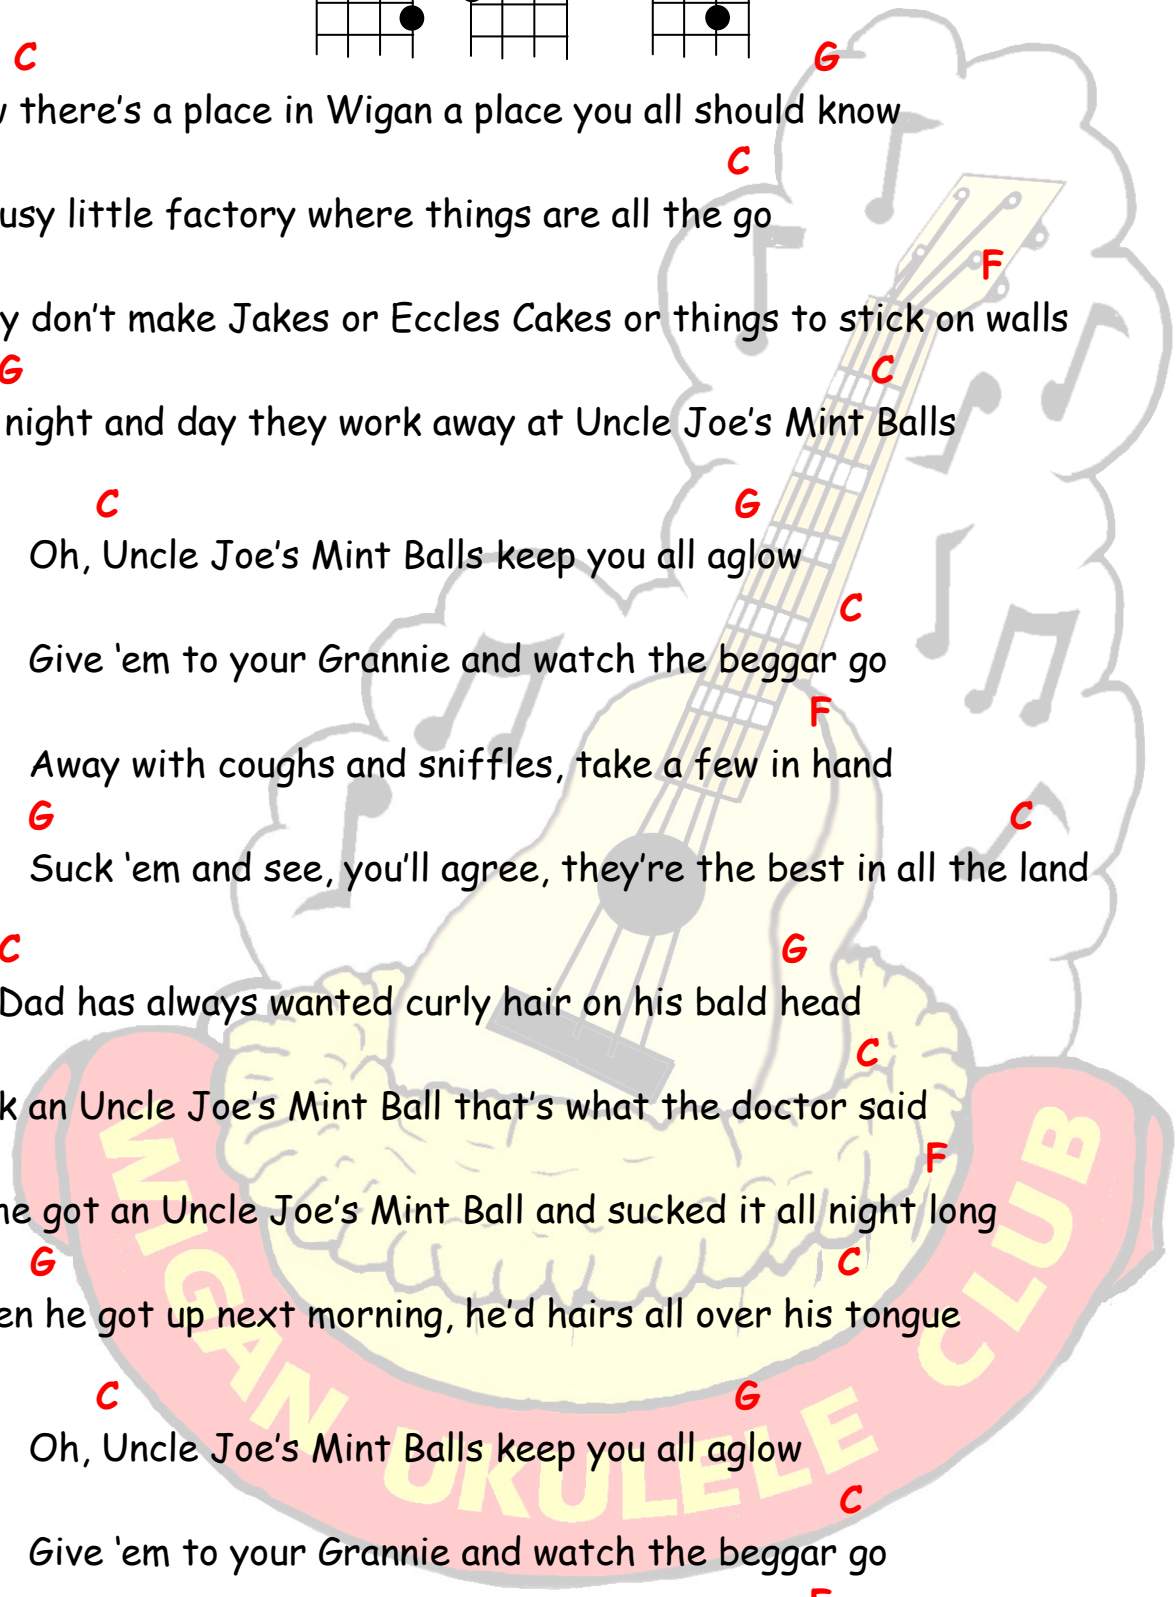 C G
there's a place in Wigan a place you all should know
C
usy little factory where things are all the go
F
y don't make Jakes or Eccles Cakes or things to stick on walls
G C
night and day they work away at Uncle Joe's Mint Balls
C G
Oh, Uncle Joe's Mint Balls keep you all aglow
C
Give 'em to your Grannie and watch the beggar go
F
Away with coughs and sniffles, take a few in hand
G C
Suck 'em and see, you'll agree, they're the best in all the land
C G
Dad has always wanted curly hair on his bald head
C
k an Uncle Joe's Mint Ball that's what the doctor said
F
he got an Uncle Joe's Mint Ball and sucked it all night long
G C
en he got up next morning, he'd hairs all over his tongue
C G
Oh, Uncle Joe's Mint Balls keep you all aglow
C
Give 'em to your Grannie and watch the beggar go
WIGAN UKULELE CLUB